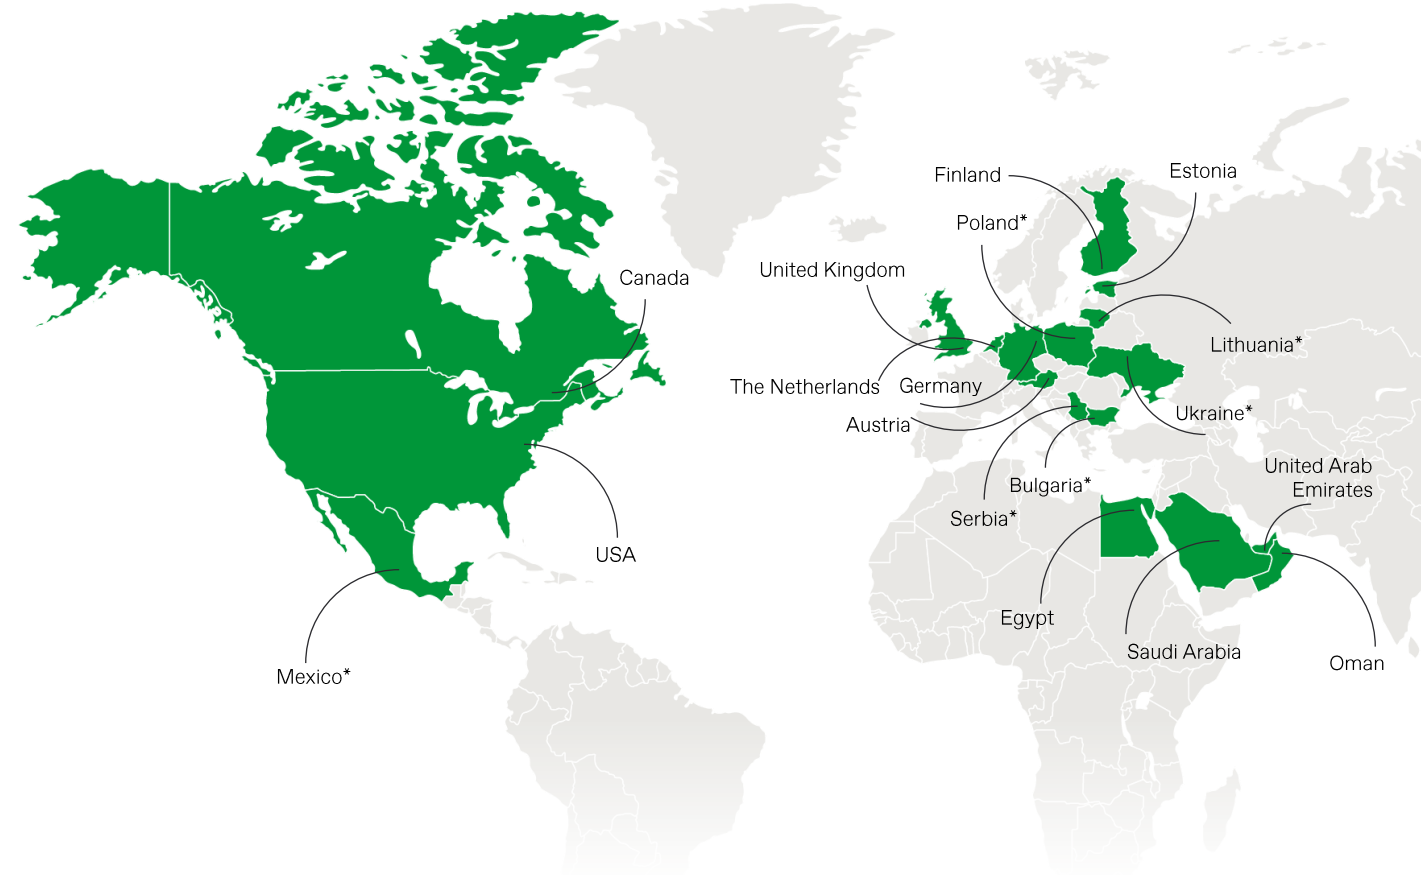 Estonia
Finland
Poland*
United Kingdom
Canada
Lithuania*
The Netherlands
Germany
Ukraine*
Austria
United Arab
Emirates
Bulgaria*
Serbia*
USA
Egypt
Saudi Arabia
Oman
Mexico*